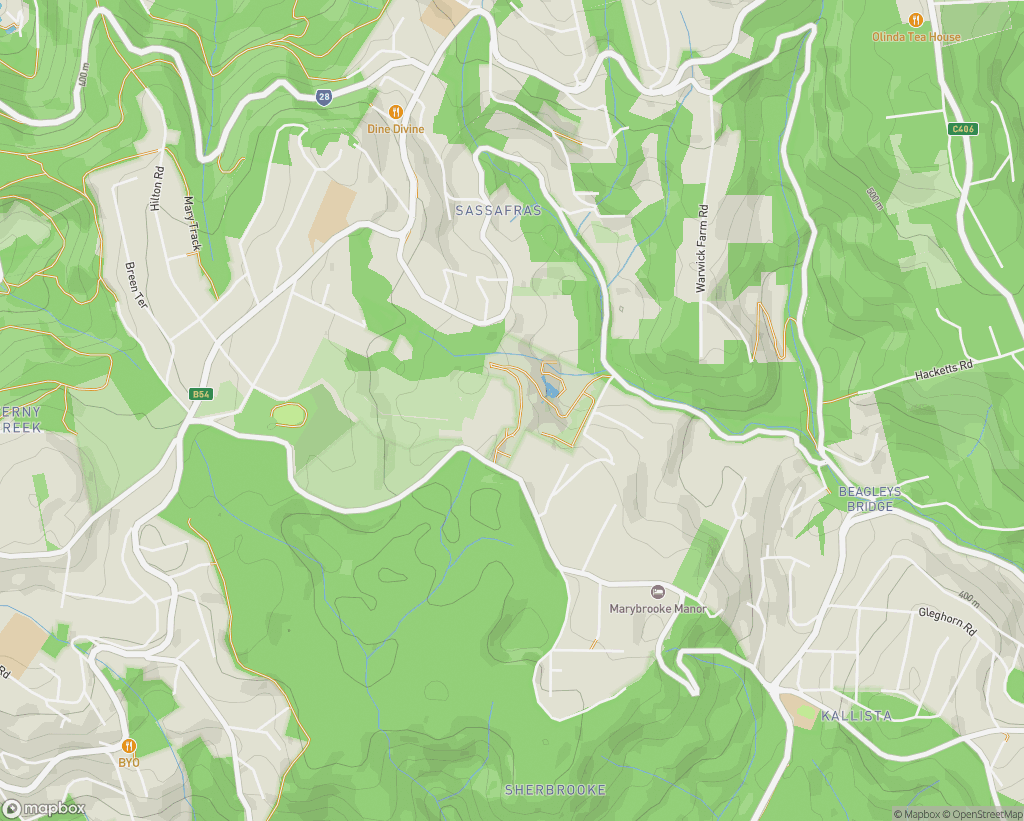 Olinda Tea House
400 m
28
Dine Divine
C406
Hilton Rd
Mary Track
500 m
SASSAFRAS
Warwick Farm Rd
Breen Ter
Hacketts Rd
B54
ERNY
REEK
BEAGLEYS
BRIDGE
Marybrooke Manor
400 m
Gleghorn Rd
Rd
KALLISTA
BYO
SHERBROOKE
mapbox
© Mapbox © OpenStreetMap